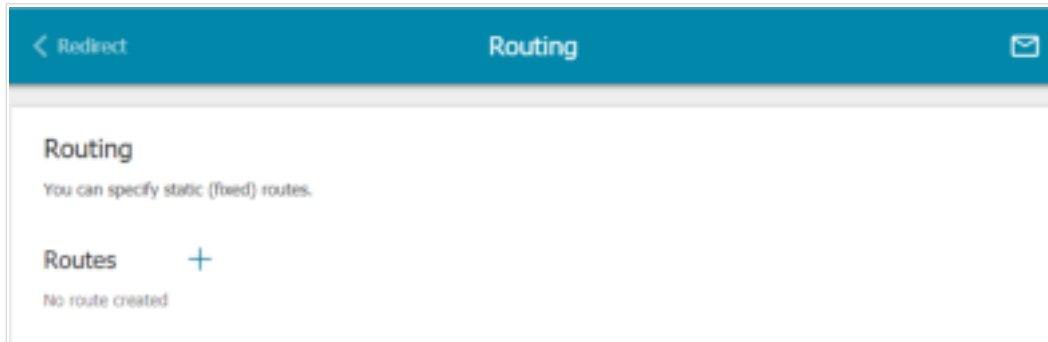 Redirect
Routing
Routing
You can specify static (fixed) routes.
Routes
No route created